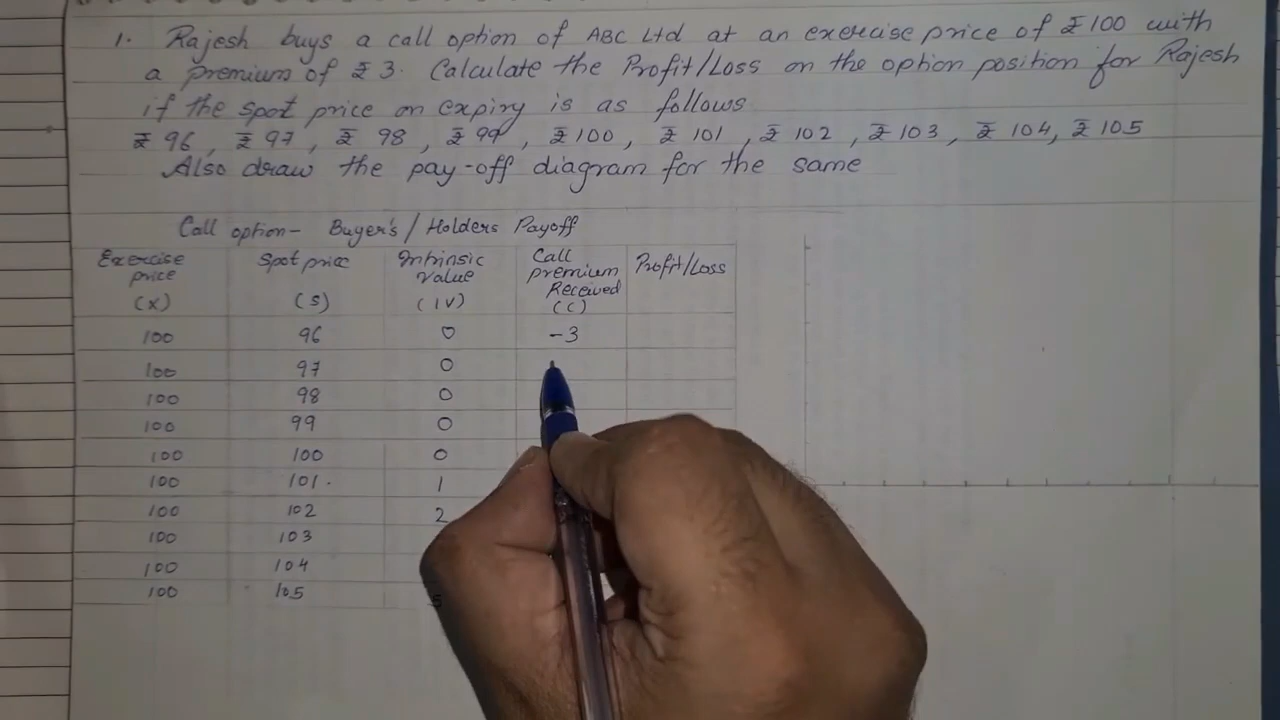 1. Rajesh buys a call option of ABC Ltd at an exercise price of ₹100 with
a premium of ₹3. Calculate the Profit/Loss on the option position for Rajesh
if the spot price on expiry is as follows
₹96, ₹97, ₹98, ₹99, ₹100, ₹101, ₹102, ₹103, ₹104, ₹105
Also draw the pay-off diagram for the same
Call option- Buyer's/Holders Payoff
Exercise price (X) Spot price (S) Intrinsic Value (IV) Call premium Received (C) Profit/Loss
100 96 0 -3
100 97 0
100 98 0
100 99 0
100 100 0
100 101. 1
100 102 2
100 103
100 104
100 105 5